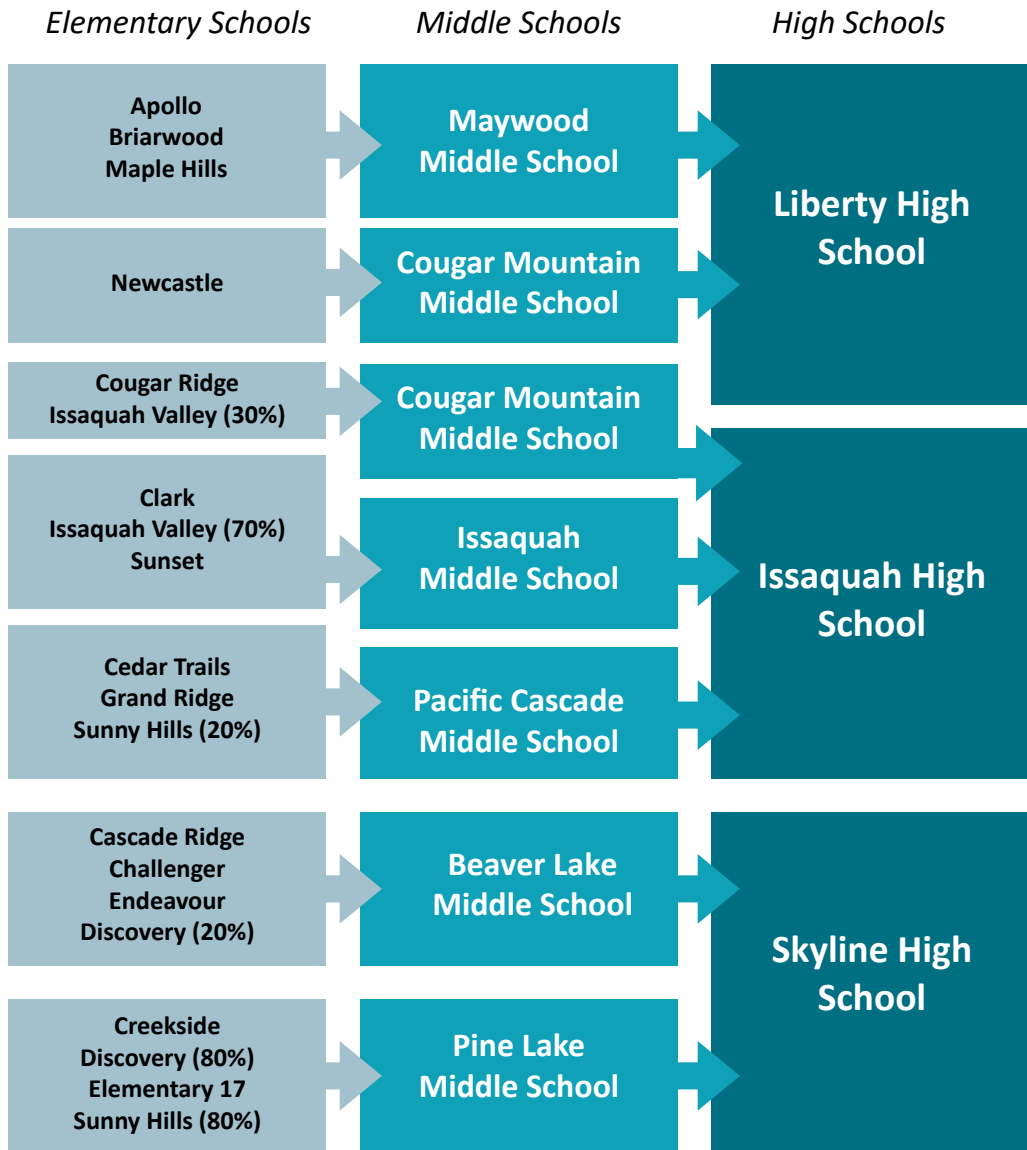 Elementary Schools
Middle Schools
High Schools
Apollo
Briarwood
Maple Hills
Maywood
Middle School
Liberty High
School
Newcastle
Cougar Mountain
Middle School
Cougar Ridge
Issaquah Valley (30%)
Cougar Mountain
Middle School
Clark
Issaquah Valley (70%)
Sunset
Issaquah
Middle School
Issaquah High
School
Cedar Trails
Grand Ridge
Sunny Hills (20%)
Pacific Cascade
Middle School
Cascade Ridge
Challenger
Endeavour
Discovery (20%)
Beaver Lake
Middle School
Skyline High
School
Creekside
Discovery (80%)
Elementary 17
Sunny Hills (80%)
Pine Lake
Middle School